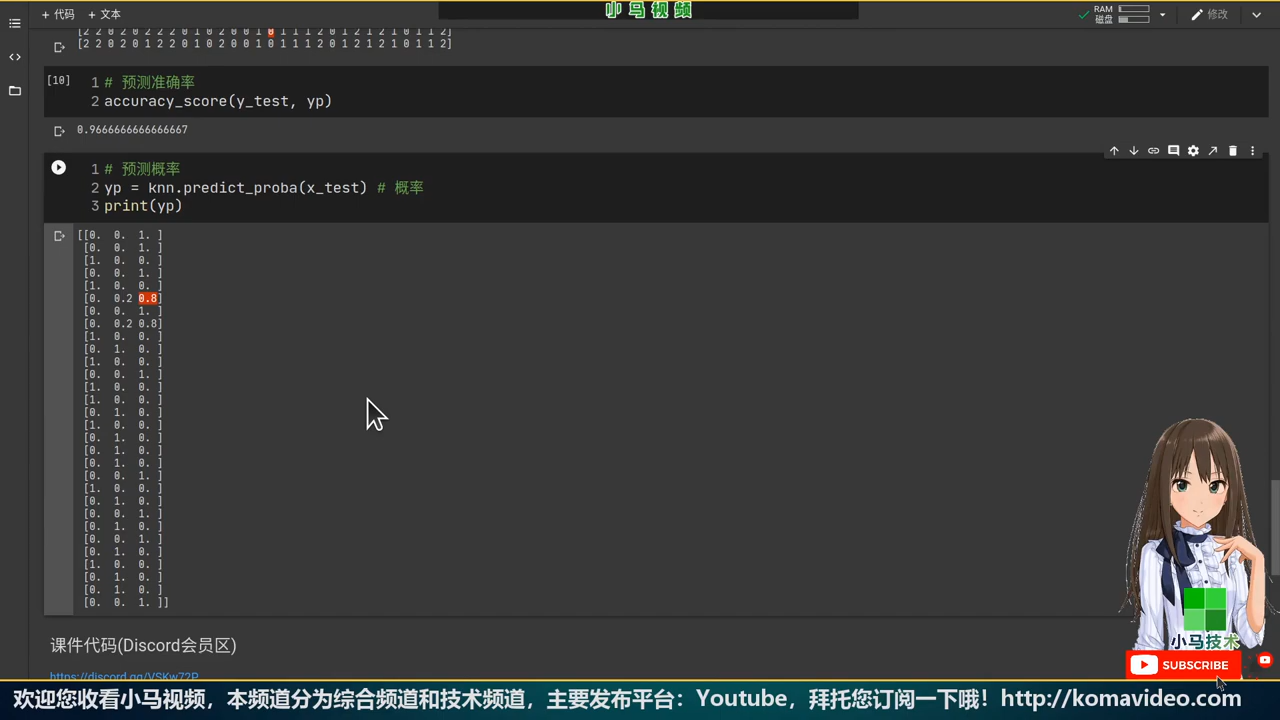 小马视频
+ 代码 + 文本
RAM
磁盘
修改
[2 2 0 2 0 2 2 2 0 1 0 2 0 0 1 0 1 1 1 2 0 1 2 1 2 1 0 1 1 2]
[2 2 0 2 0 1 2 2 2 0 1 0 2 0 0 1 0 1 1 1 2 0 1 2 1 2 1 0 1 1 2]
[10]
1 # 预测准确率
2 accuracy_score(y_test, yp)
0.9666666666666667
1 # 预测概率
2 yp = knn.predict_proba(x_test) # 概率
3 print(yp)
[[0. 0. 1. ]
[0. 0. 1. ]
[1. 0. 0. ]
[0. 0. 1. ]
[1. 0. 0. ]
[0. 0.2 0.8]
[0. 0. 1. ]
[0. 0.2 0.8]
[1. 0. 0. ]
[0. 1. 0. ]
[1. 0. 0. ]
[0. 0. 1. ]
[1. 0. 0. ]
[1. 0. 0. ]
[0. 1. 0. ]
[1. 0. 0. ]
[0. 1. 0. ]
[0. 1. 0. ]
[0. 1. 0. ]
[0. 0. 1. ]
[1. 0. 0. ]
[0. 1. 0. ]
[0. 0. 1. ]
[0. 1. 0. ]
[0. 0. 1. ]
[0. 1. 0. ]
[1. 0. 0. ]
[0. 1. 0. ]
[0. 1. 0. ]
[0. 0. 1. ]]
课件代码(Discord会员区)
https://discord.gg/VSKw72P
小马技术
SUBSCRIBE
欢迎您收看小马视频，本频道分为综合频道和技术频道，主要发布平台：Youtube，拜托您订阅一下哦！http://komavideo.com